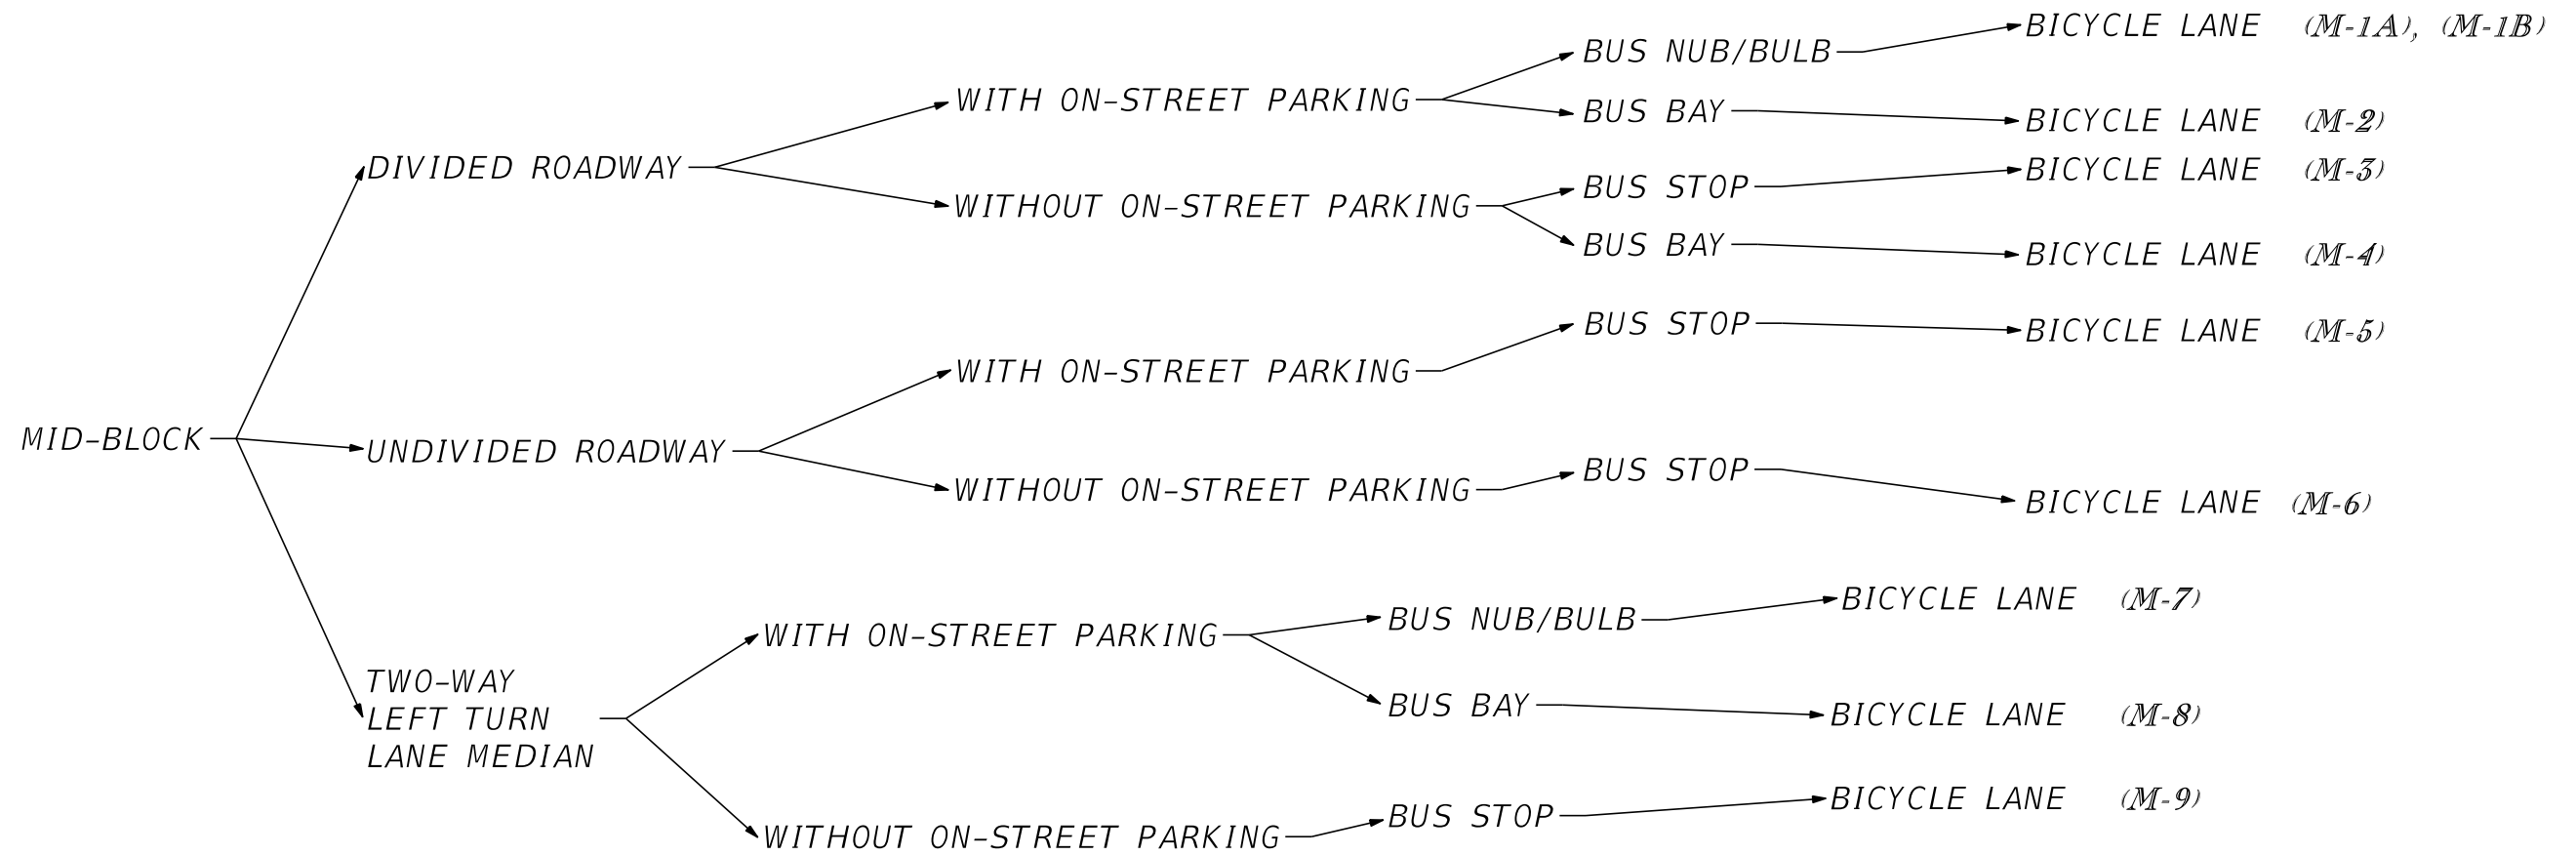 BUS NUB/BULB BICYCLE LANE (M-1A), (M-1B)
WITH ON-STREET PARKING
BUS BAY BICYCLE LANE (M-2)
DIVIDED ROADWAY
BUS STOP BICYCLE LANE (M-3)
WITHOUT ON-STREET PARKING
BUS BAY BICYCLE LANE (M-4)
BUS STOP BICYCLE LANE (M-5)
WITH ON-STREET PARKING
MID-BLOCK
UNDIVIDED ROADWAY
WITHOUT ON-STREET PARKING
BUS STOP BICYCLE LANE (M-6)
BUS NUB/BULB BICYCLE LANE (M-7)
WITH ON-STREET PARKING
BUS BAY BICYCLE LANE (M-8)
TWO-WAY
LEFT TURN
LANE MEDIAN
BUS STOP BICYCLE LANE (M-9)
WITHOUT ON-STREET PARKING